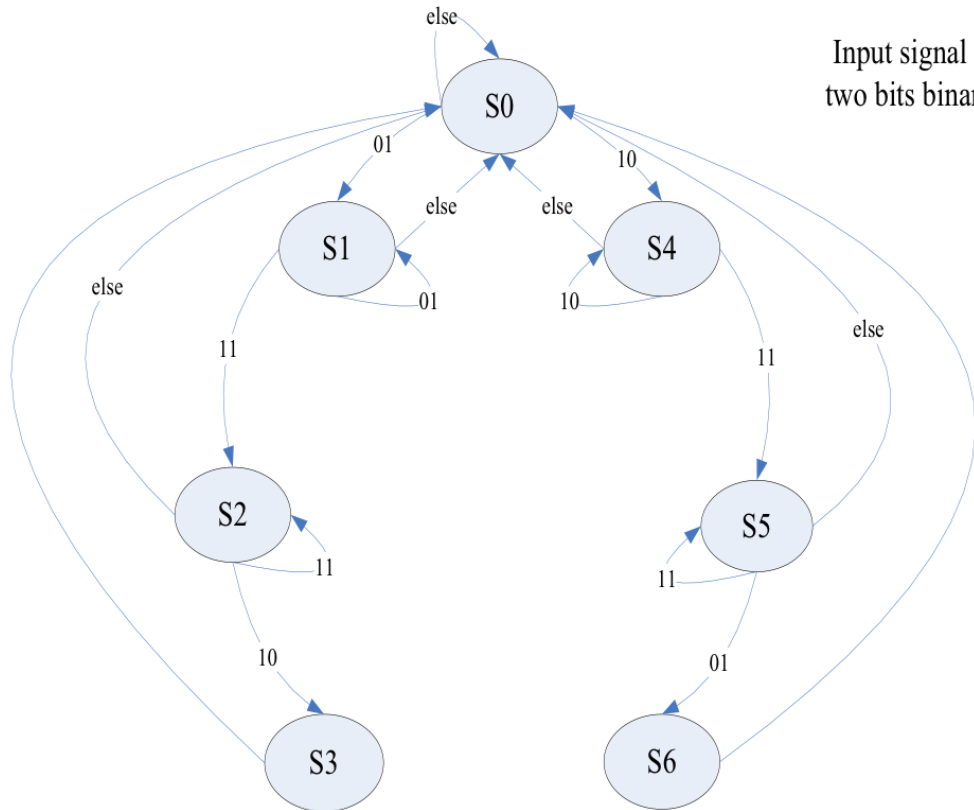 else
Input signal
two bits binar
S0
01
10
else
else
S1
S4
01
10
else
else
11
11
S2
S5
11
11
10
01
S3
S6